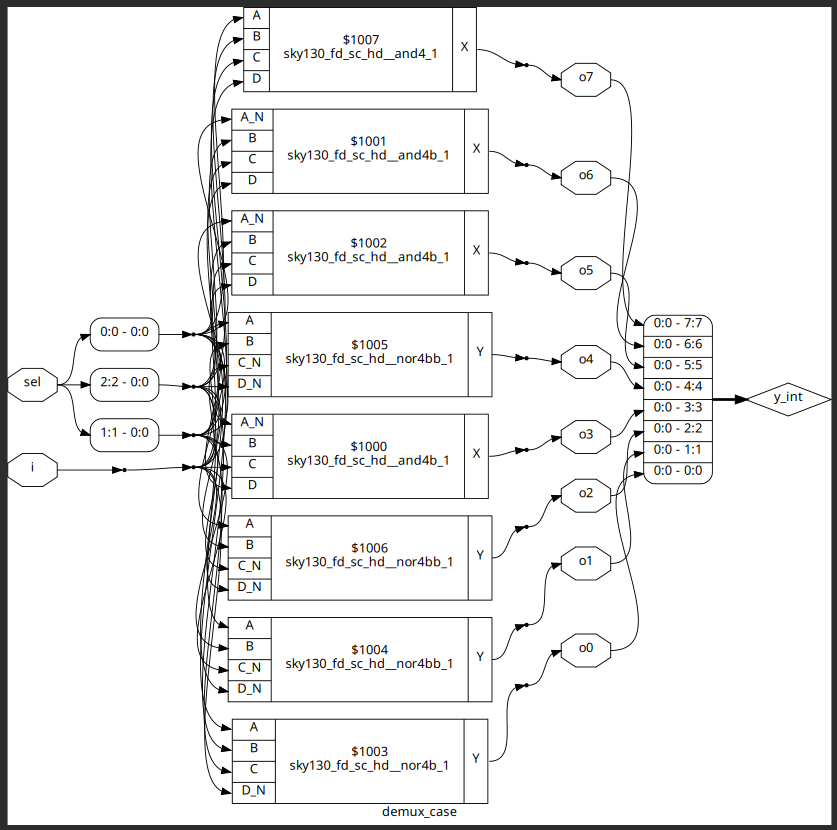 A
B
C
D
$1007
sky130_fd_sc_hd__and4_1
X
o7
A_N
B
C
D
$1001
sky130_fd_sc_hd__and4b_1
X
o6
A_N
B
C
D
$1002
sky130_fd_sc_hd__and4b_1
X
o5
A
B
C_N
D_N
$1005
sky130_fd_sc_hd__nor4bb_1
Y
o4
A_N
B
C
D
$1000
sky130_fd_sc_hd__and4b_1
X
o3
A
B
C_N
D_N
$1006
sky130_fd_sc_hd__nor4bb_1
Y
o2
A
B
C_N
D_N
$1004
sky130_fd_sc_hd__nor4bb_1
Y
o1
A
B
C
D_N
$1003
sky130_fd_sc_hd__nor4b_1
Y
o0
sel
i
0:0 - 0:0
2:2 - 0:0
1:1 - 0:0
0:0 - 7:7
0:0 - 6:6
0:0 - 5:5
0:0 - 4:4
0:0 - 3:3
0:0 - 2:2
0:0 - 1:1
0:0 - 0:0
y_int
demux_case